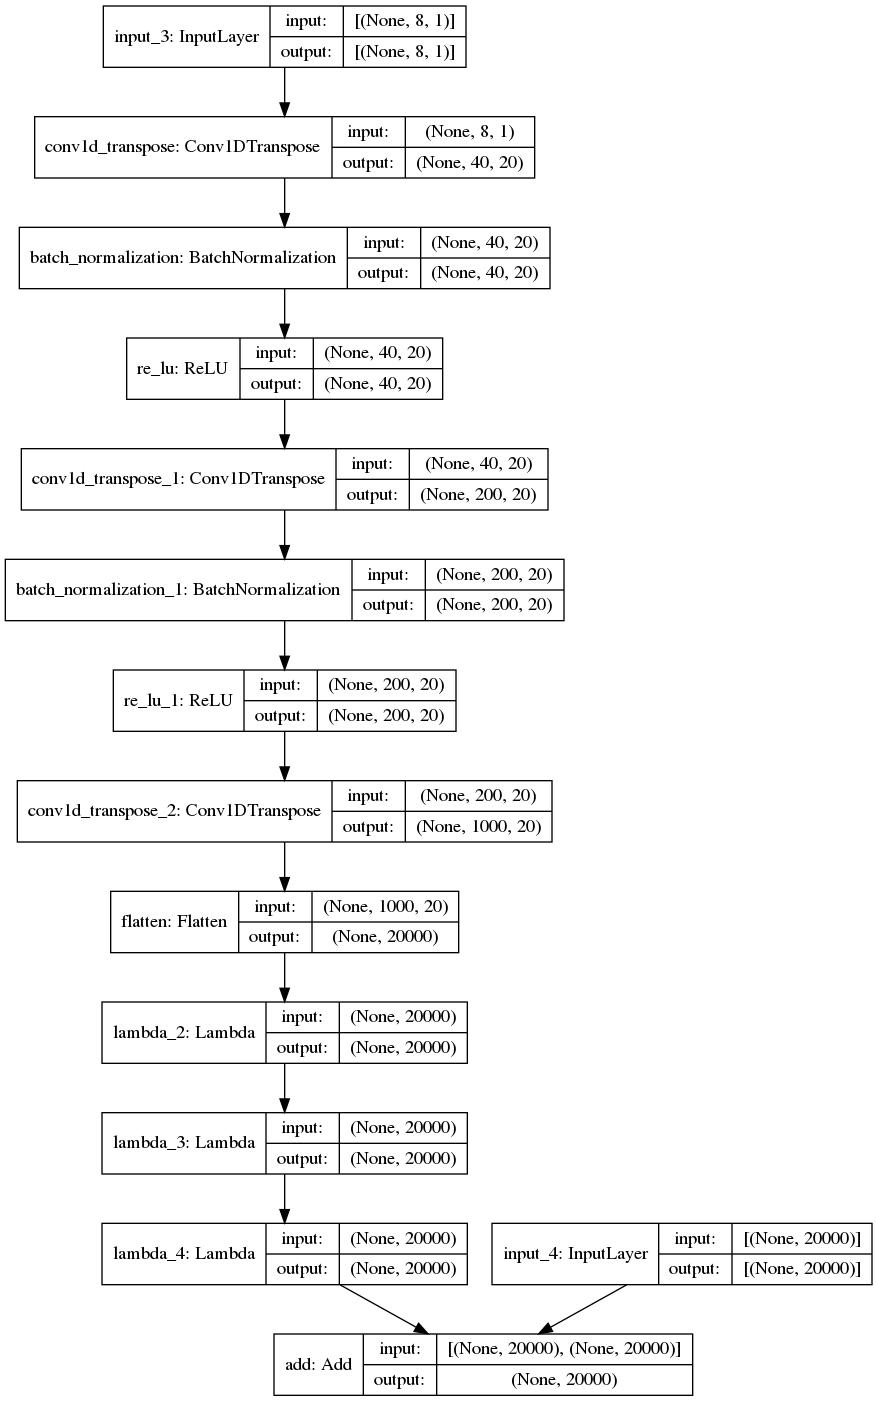 input_3: InputLayer
input:
[(None, 8, 1)]
output:
[(None, 8, 1)]
conv1d_transpose: Conv1DTranspose
input:
(None, 8, 1)
output:
(None, 40, 20)
batch_normalization: BatchNormalization
input:
(None, 40, 20)
output:
(None, 40, 20)
re_lu: ReLU
input:
(None, 40, 20)
output:
(None, 40, 20)
conv1d_transpose_1: Conv1DTranspose
input:
(None, 40, 20)
output:
(None, 200, 20)
batch_normalization_1: BatchNormalization
input:
(None, 200, 20)
output:
(None, 200, 20)
re_lu_1: ReLU
input:
(None, 200, 20)
output:
(None, 200, 20)
conv1d_transpose_2: Conv1DTranspose
input:
(None, 200, 20)
output:
(None, 1000, 20)
flatten: Flatten
input:
(None, 1000, 20)
output:
(None, 20000)
lambda_2: Lambda
input:
(None, 20000)
output:
(None, 20000)
lambda_3: Lambda
input:
(None, 20000)
output:
(None, 20000)
lambda_4: Lambda
input:
(None, 20000)
output:
(None, 20000)
input_4: InputLayer
input:
[(None, 20000)]
output:
[(None, 20000)]
add: Add
input:
[(None, 20000), (None, 20000)]
output:
(None, 20000)